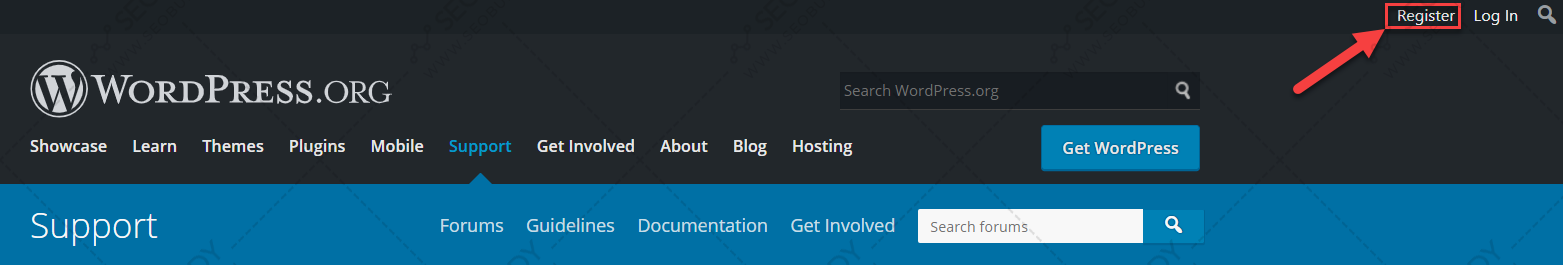 Register Log In
WORDPRESS.ORG
Search WordPress.org
Showcase Learn Themes Plugins Mobile Support Get Involved About Blog Hosting
Get WordPress
Support
Forums Guidelines Documentation Get Involved
Search forums